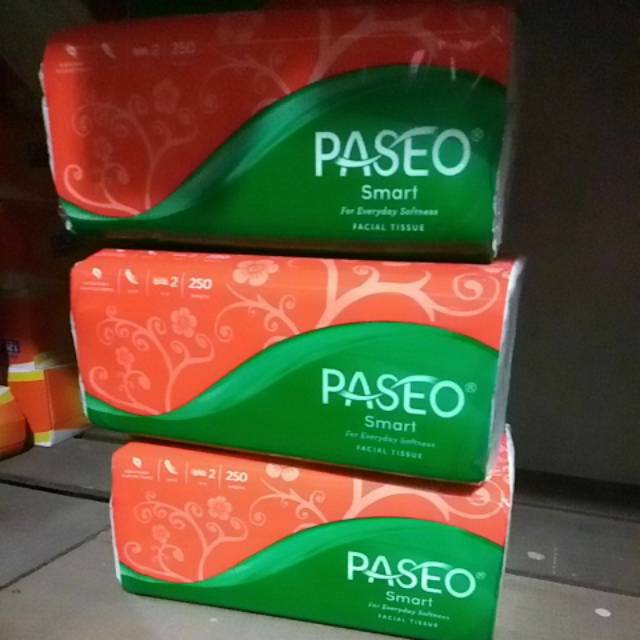 2 250
PASEO®
Smart
For Everyday Softness
FACIAL TISSUE
2 250
PASEO®
Smart
For Everyday Softness
FACIAL TISSUE
2 250
PASEO®
Smart
For Everyday Softness
FACIAL TISSUE